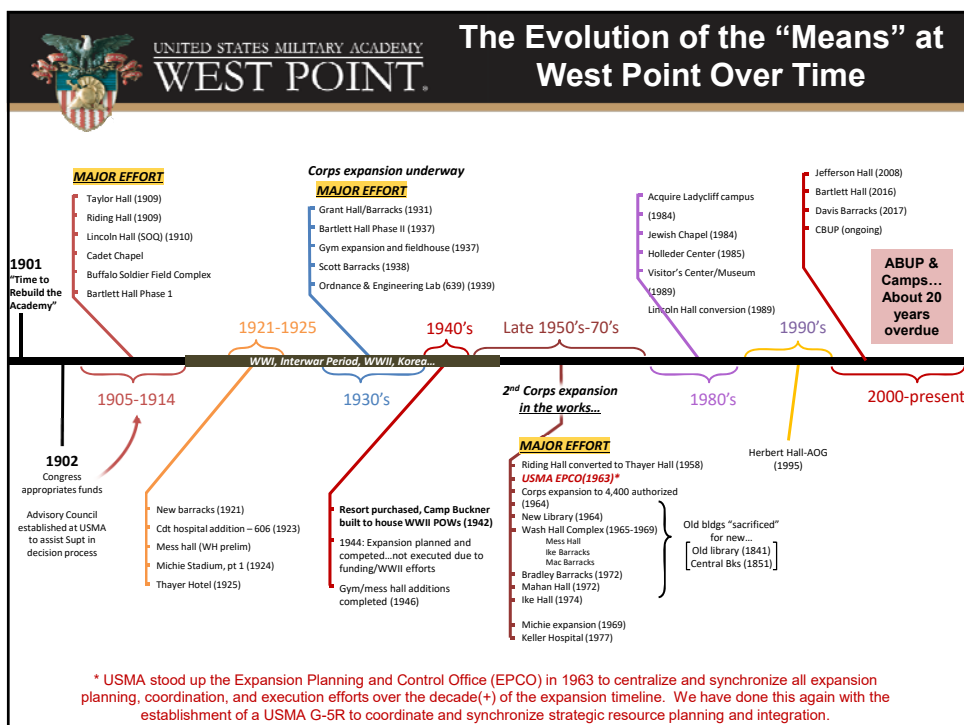 UNITED STATES MILITARY ACADEMY
WEST POINT®
The Evolution of the “Means” at
West Point Over Time
1901
“Time to
Rebuild the
Academy”
MAJOR EFFORT
Taylor Hall (1909)
Riding Hall (1909)
Lincoln Hall (SOQ) (1910)
Cadet Chapel
Buffalo Soldier Field Complex
Bartlett Hall Phase 1
Corps expansion underway
MAJOR EFFORT
Grant Hall/Barracks (1931)
Bartlett Hall Phase II (1937)
Gym expansion and fieldhouse (1937)
Scott Barracks (1938)
Ordnance & Engineering Lab (639) (1939)
Acquire Ladycliff campus
(1984)
Jewish Chapel (1984)
Holleder Center (1985)
Visitor’s Center/Museum
(1989)
Lincoln Hall conversion (1989)
Jefferson Hall (2008)
Bartlett Hall (2016)
Davis Barracks (2017)
CBUP (ongoing)
ABUP &
Camps…
About 20
years
overdue
1921-1925
1940’s
Late 1950’s-70’s
1990’s
WWI, Interwar Period, WWII, Korea…
1905-1914
1930’s
1980’s
2000-present
1902
Congress
appropriates funds
Advisory Council
established at USMA
to assist Supt in
decision process
New barracks (1921)
Cdt hospital addition – 606 (1923)
Mess hall (WH prelim)
Michie Stadium, pt 1 (1924)
Thayer Hotel (1925)
Resort purchased, Camp Buckner
built to house WWII POWs (1942)
1944: Expansion planned and
competed…not executed due to
funding/WWII efforts
Gym/mess hall additions
completed (1946)
2nd Corps expansion
in the works…
MAJOR EFFORT
Riding Hall converted to Thayer Hall (1958)
USMA EPCO(1963)*
Corps expansion to 4,400 authorized
(1964)
New Library (1964)
Wash Hall Complex (1965-1969)
Mess Hall
Ike Barracks
Mac Barracks
Bradley Barracks (1972)
Mahan Hall (1972)
Ike Hall (1974)
Michie expansion (1969)
Keller Hospital (1977)
Old bldgs “sacrificed”
for new…
Old library (1841)
Central Bks (1851)
Herbert Hall-AOG
(1995)
* USMA stood up the Expansion Planning and Control Office (EPCO) in 1963 to centralize and synchronize all expansion
planning, coordination, and execution efforts over the decade(+) of the expansion timeline. We have done this again with the
establishment of a USMA G-5R to coordinate and synchronize strategic resource planning and integration.